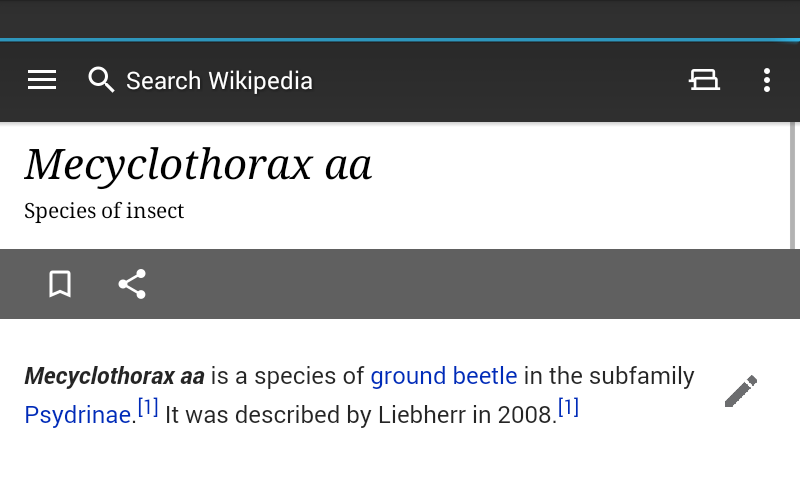 Search Wikipedia
Mecyclothorax aa
Species of insect
Mecyclothorax aa is a species of ground beetle in the subfamily
Psydrinae.[1] It was described by Liebherr in 2008.[1]